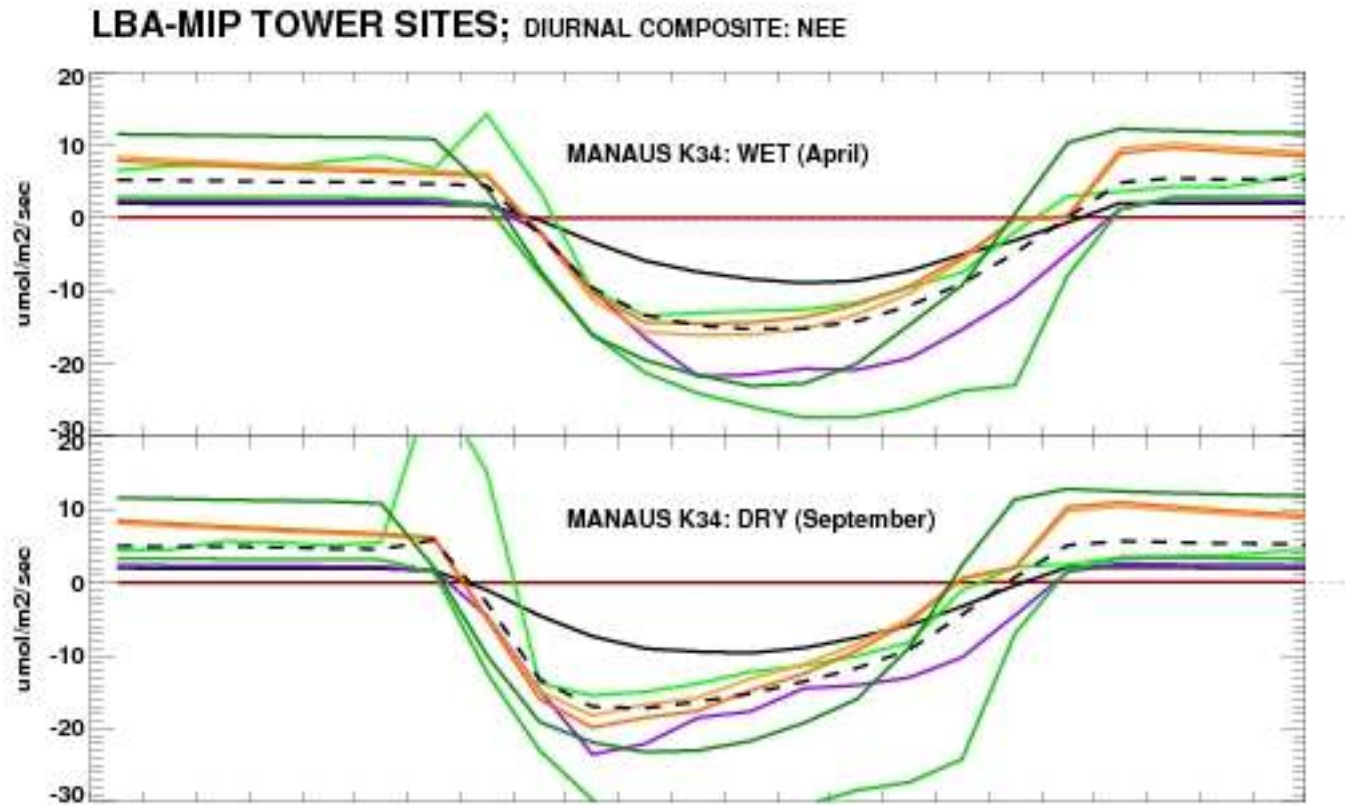 LBA-MIP TOWER SITES; DIURNAL COMPOSITE: NEE
20
10
0
-10
-20
-30
umol/m2/sec
MANAUS K34: WET (April)
20
10
0
-10
-20
-30
umol/m2/sec
MANAUS K34: DRY (September)